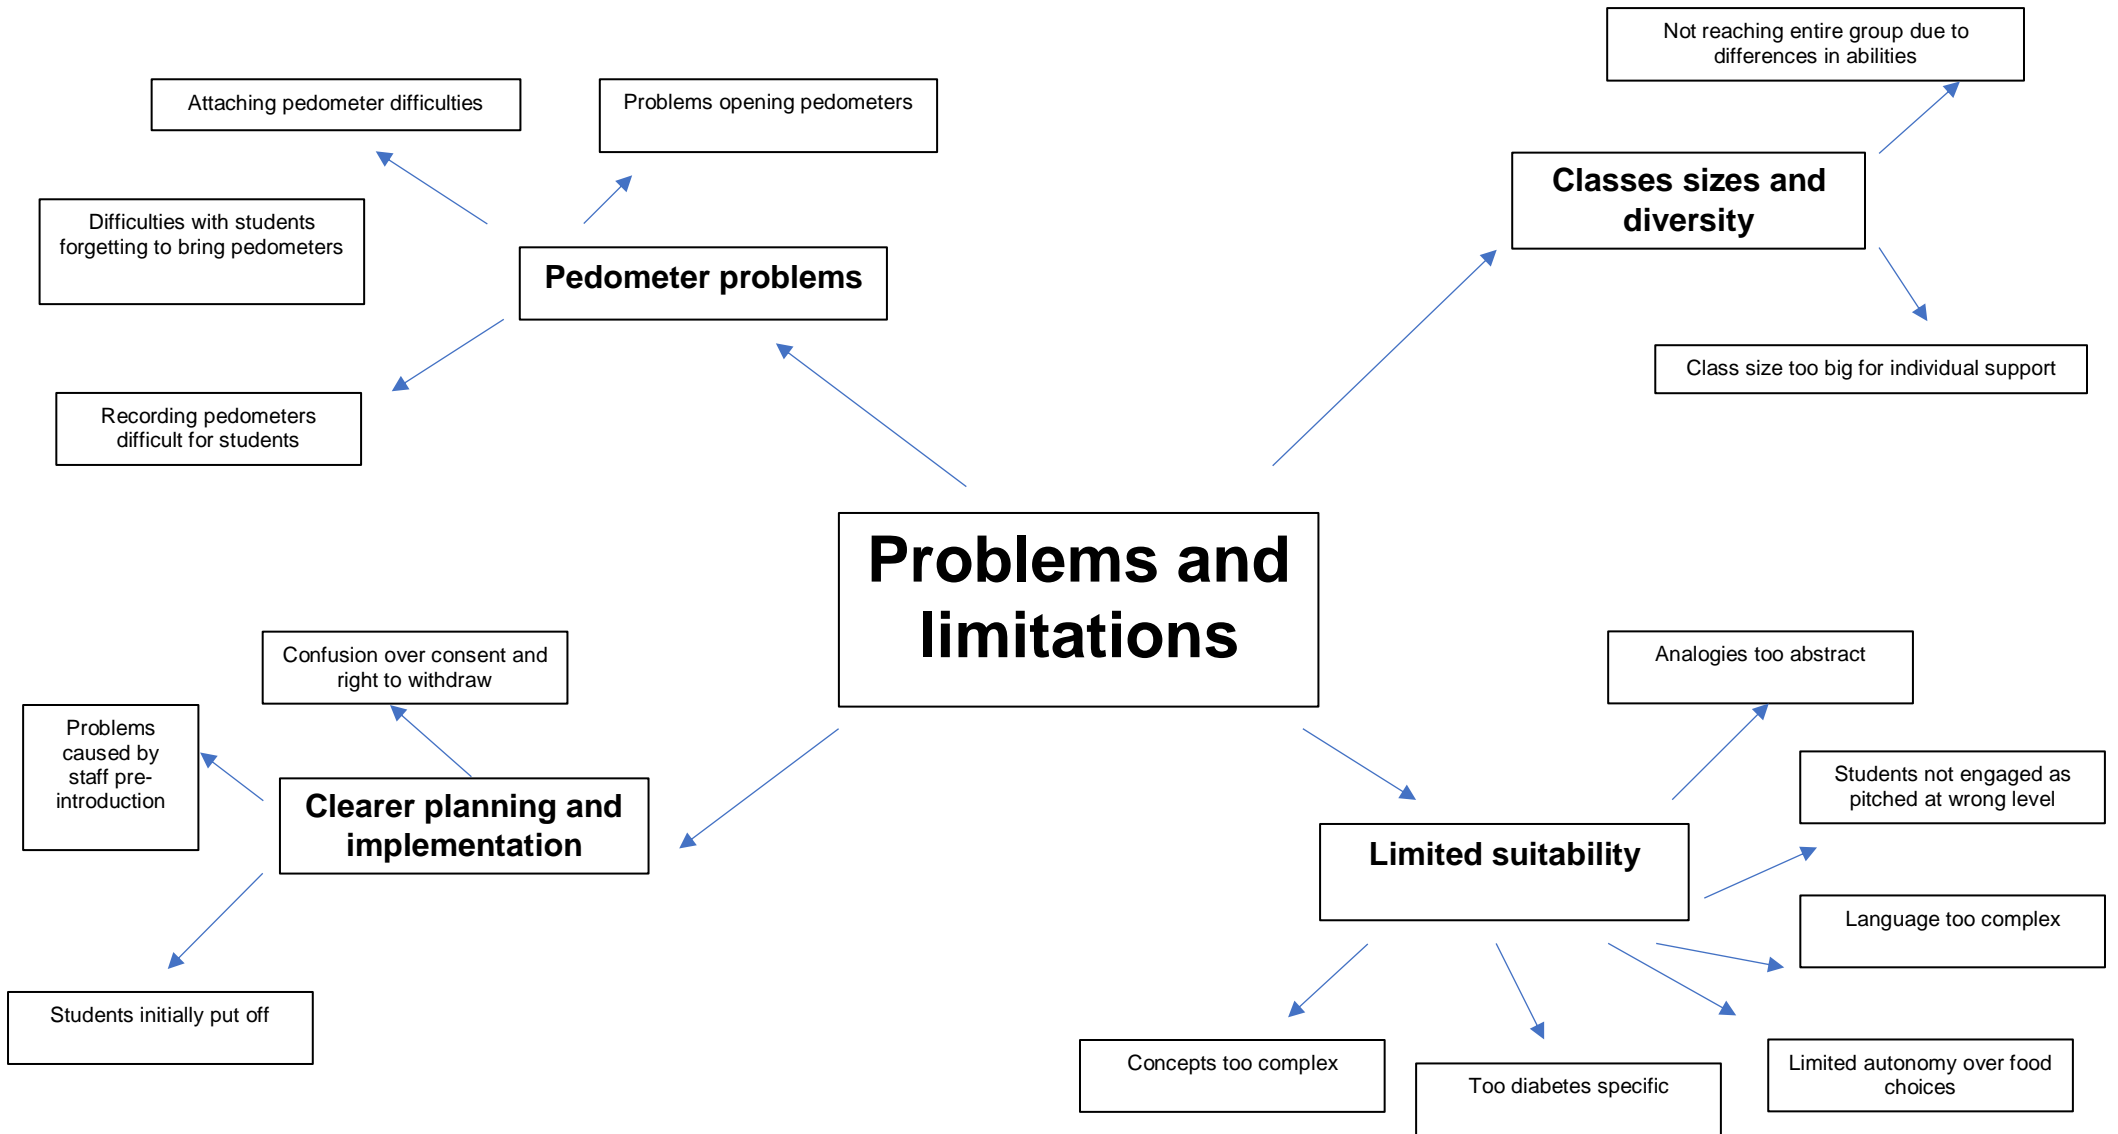 Not reaching entire group due to
differences in abilities
Attaching pedometer difficulties
Problems opening pedometers
Classes sizes and
diversity
Difficulties with students
forgetting to bring pedometers
Pedometer problems
Class size too big for individual support
Recording pedometers
difficult for students
Problems and
limitations
Confusion over consent and
right to withdraw
Analogies too abstract
Problems
caused by
staff pre-
introduction
Students not engaged as
pitched at wrong level
Clearer planning and
implementation
Limited suitability
Language too complex
Students initially put off
Concepts too complex
Too diabetes specific
Limited autonomy over food
choices